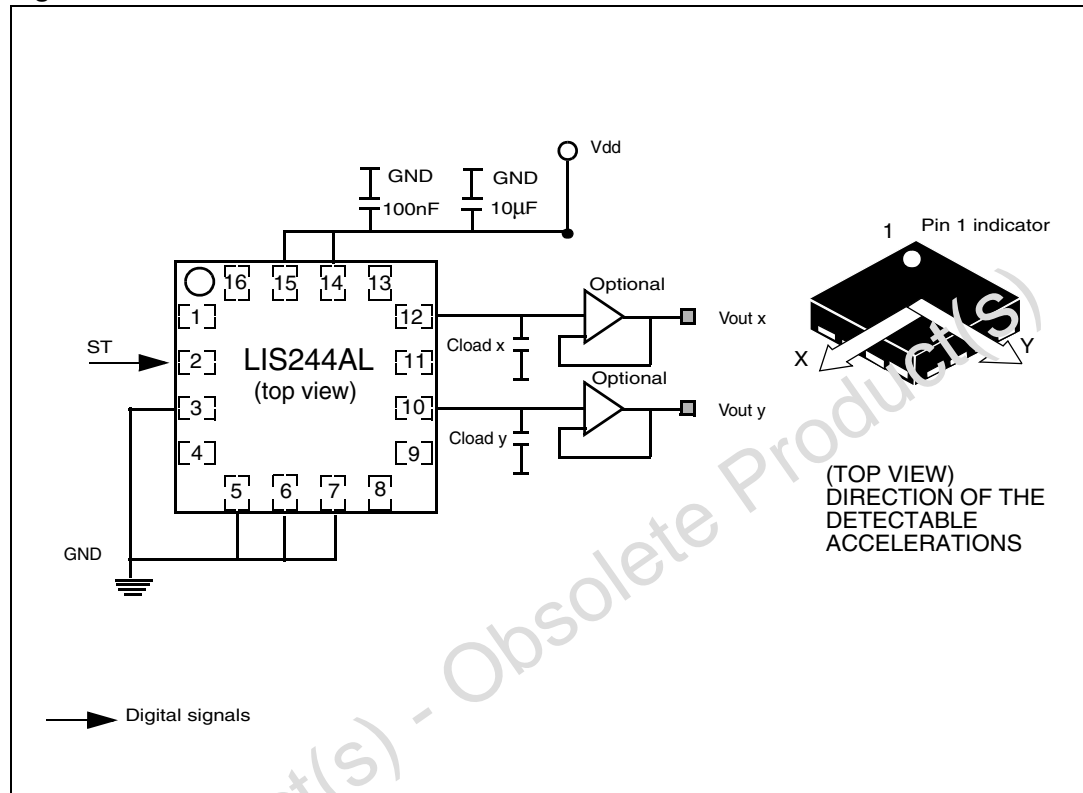 Vdd
GND
GND
100nF
10µF
16
15
14
13
1
2
3
4
12
11
10
9
5
6
7
8
LIS244AL
(top view)
ST
GND
Cload x
Optional
Vout x
Cload y
Optional
Vout y
1
Pin 1 indicator
X
Y
(TOP VIEW)
DIRECTION OF THE
DETECTABLE
ACCELERATIONS
Digital signals
ct(s) - Obsolete Product(s)